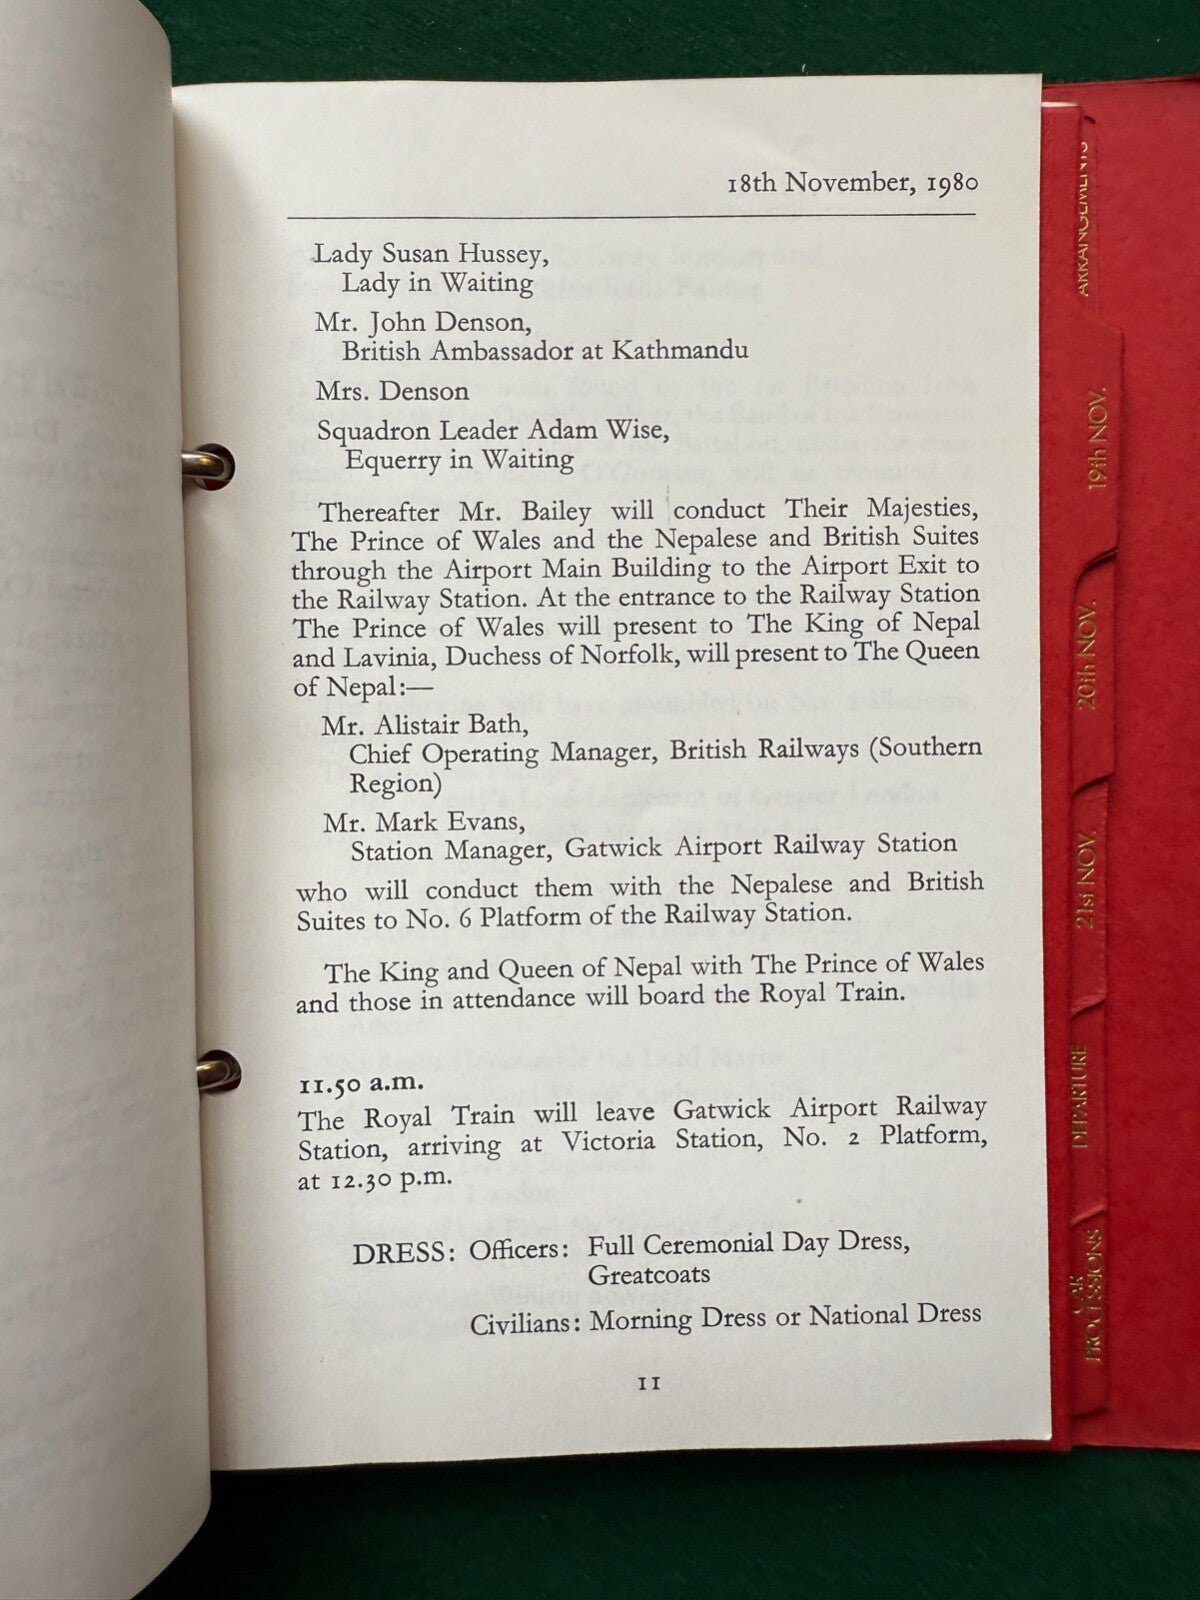 18th November, 1980
Lady Susan Hussey,
Lady in Waiting
Mr. John Denson,
British Ambassador at Kathmandu
Mrs. Denson
Squadron Leader Adam Wise,
Equerry in Waiting
Thereafter Mr. Bailey will conduct Their Majesties,
The Prince of Wales and the Nepalese and British Suites
through the Airport Main Building to the Airport Exit to
the Railway Station. At the entrance to the Railway Station
The Prince of Wales will present to The King of Nepal
and Lavinia, Duchess of Norfolk, will present to The Queen
of Nepal:—
Mr. Alistair Bath,
Chief Operating Manager, British Railways (Southern
Region)
Mr. Mark Evans,
Station Manager, Gatwick Airport Railway Station
who will conduct them with the Nepalese and British
Suites to No. 6 Platform of the Railway Station.
The King and Queen of Nepal with The Prince of Wales
and those in attendance will board the Royal Train.
11.50 a.m.
The Royal Train will leave Gatwick Airport Railway
Station, arriving at Victoria Station, No. 2 Platform,
at 12.30 p.m.
DRESS: Officers: Full Ceremonial Day Dress,
Greatcoats
Civilians: Morning Dress or National Dress
11
ARRANGEMENTS
19th NOV.
20th NOV.
21st NOV.
DEPARTURE
CAR
PROCESSIONS